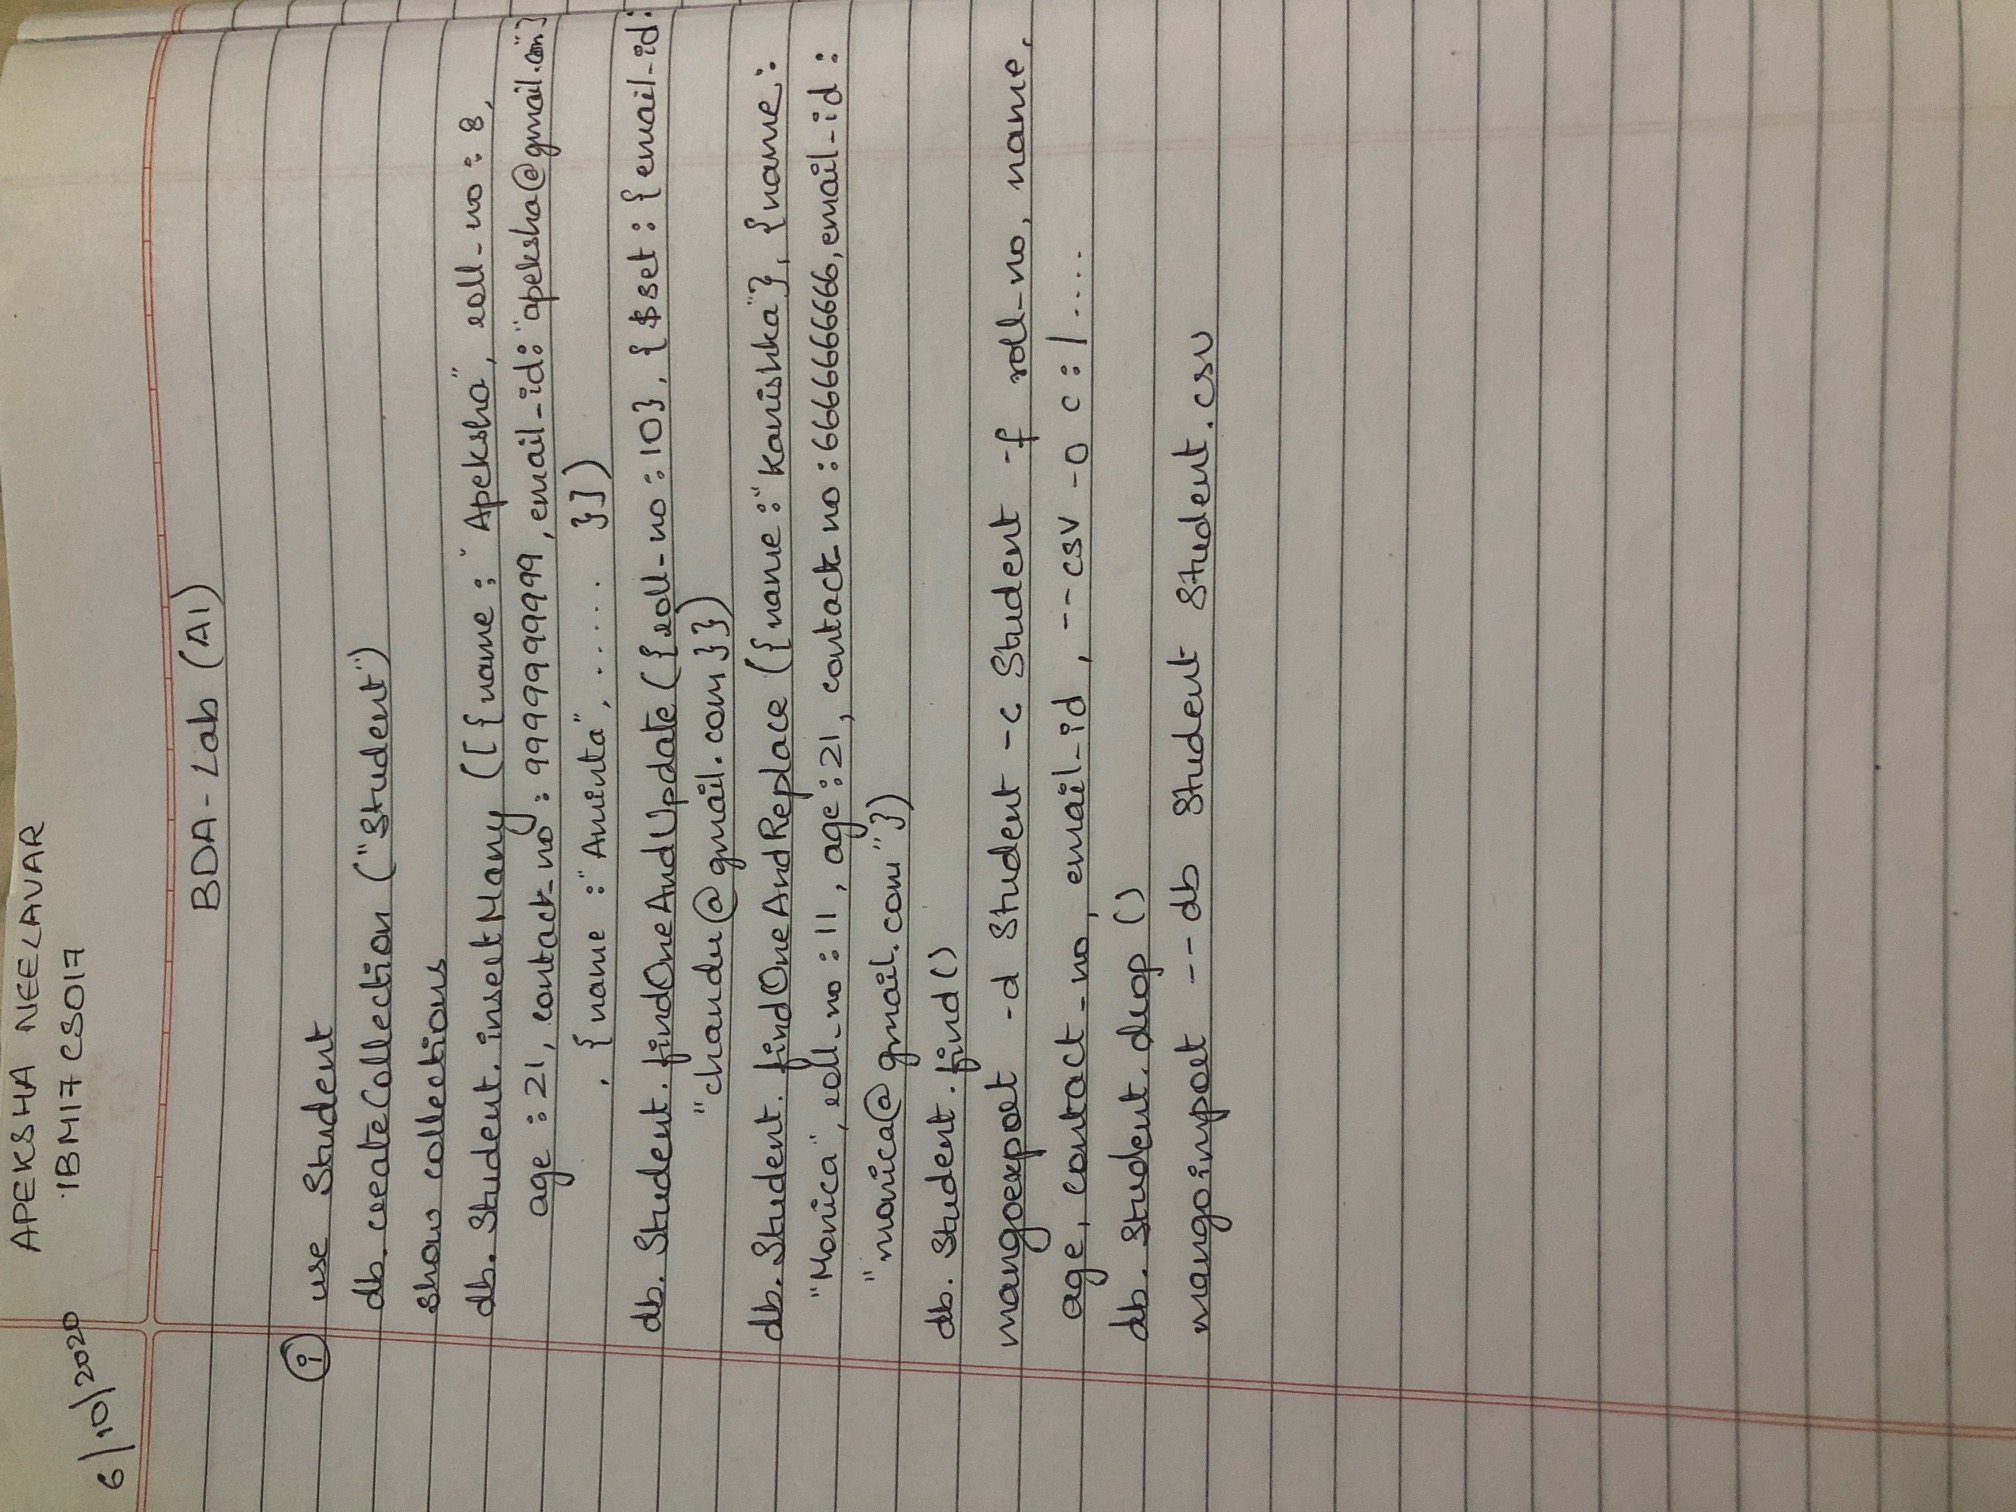 APEKSHA NEELAVAR
1BM17CS017
6/10/2020
BDA-Lab (A1)
i use Student
db.createCollection ("Student")
show collections
db. Student. insertMany ([{name: "Apeksha", roll-no: 8,
age: 21, contact-no: 9999999999, email-id: "apeksha@gmail.com"}
, {name: "Aminta", ..... }])
db. Student. findOneAndUpdate ({roll-no: 10}, {$set: {email-id:
"chandu@gmail.com}})
db. Student. findOneAndReplace ({name: "Kanishka"}, {name:
"Monica", roll-no: 11, age: 21, contact-no: 6666666666, email-id:
"monica@gmail.com"})
db. Student. find()
mangoexport -d Student -c Student -f roll-no, name,
age, contact-no, email-id, --csv -o c:/....
db. Student. drop ()
mangoimport --db Student Student.csv